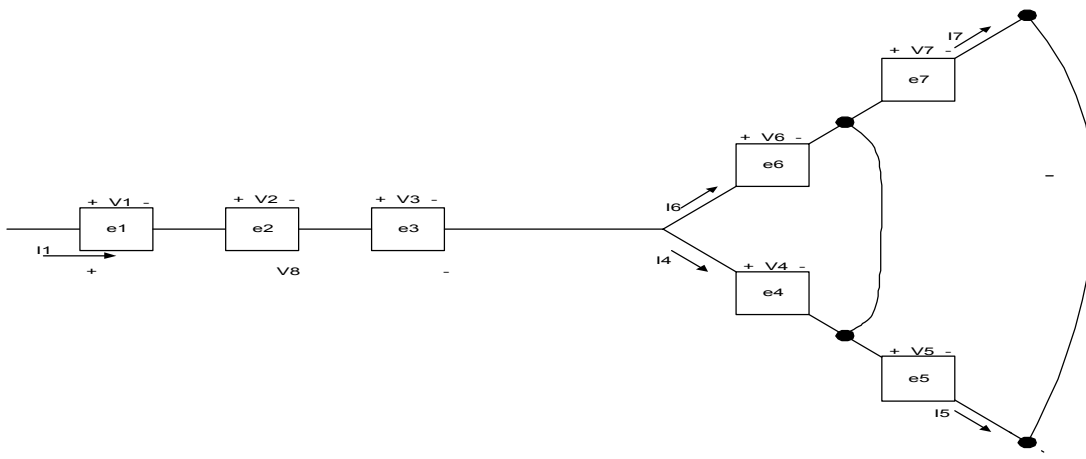 I7
+ V7 -
e7
+ V6 -
e6
I6
-
+ V1 -
+ V2 -
+ V3 -
e1
e2
e3
I1
+ V8 -
I4
+ V4 -
e4
+ V5 -
e5
I5
-